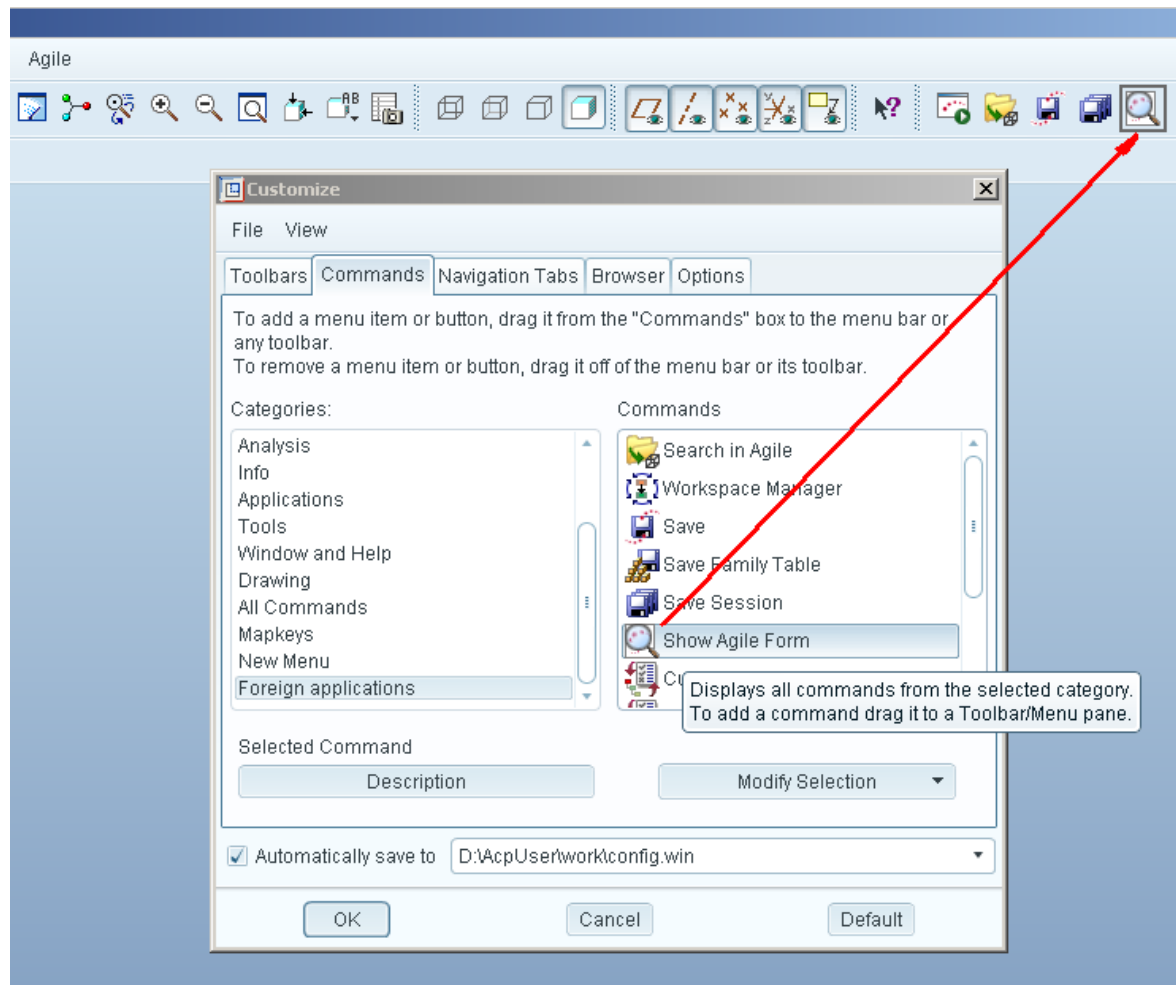 Agile
Customize
File View
Toolbars Commands Navigation Tabs Browser Options
To add a menu item or button, drag it from the "Commands" box to the menu bar or
any toolbar.
To remove a menu item or button, drag it off of the menu bar or its toolbar.
Categories:
Analysis
Info
Applications
Tools
Window and Help
Drawing
All Commands
Mapkeys
New Menu
Foreign applications
Commands
Search in Agile
Workspace Manager
Save
Save Family Table
Save Session
Show Agile Form
Displays all commands from the selected category.
To add a command drag it to a Toolbar/Menu pane.
Selected Command
Description Modify Selection
Automatically save to D:\AcpUser\work\config.win
OK Cancel Default